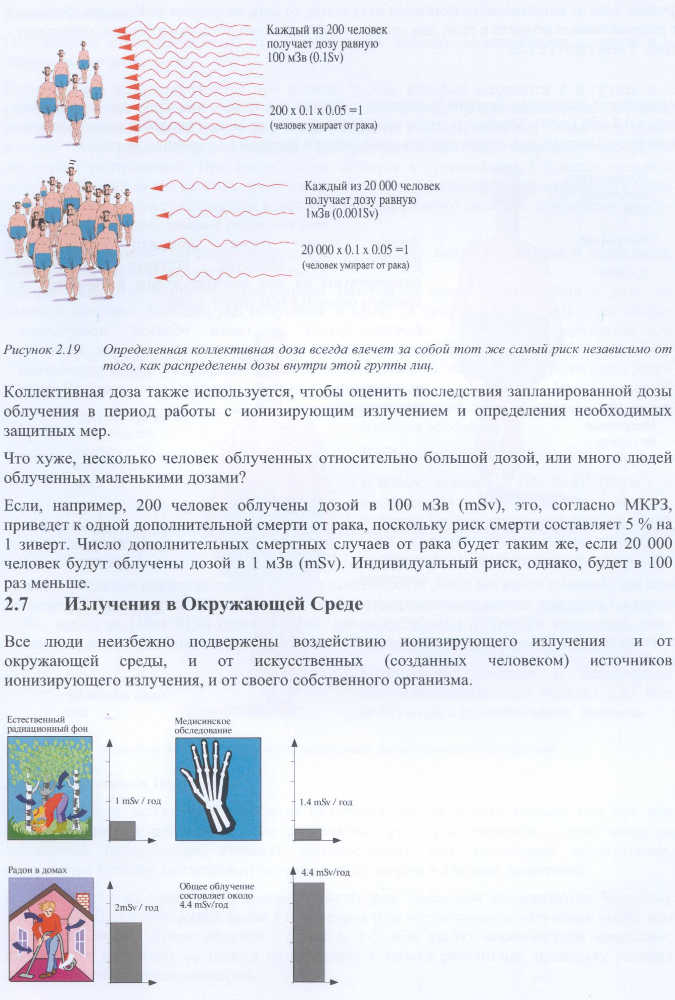 Каждый из 200 человек
получает дозу равную
100 мЗв (0.1Sv)
200 x 0.1 x 0.05 =1
(человек умирает от рака)
Каждый из 20 000 человек
получает дозу равную
1мЗв (0.001Sv)
20 000 x 0.1 x 0.05 =1
(человек умирает от рака)
Рисунок 2.19 Определенная коллективная доза всегда влечет за собой тот же самый риск независимо от
того, как распределены дозы внутри этой группы лиц.
Коллективная доза также используется, чтобы оценить последствия запланированной дозы
облучения в период работы с ионизирующим излучением и определения необходимых
защитных мер.
Что хуже, несколько человек облученных относительно большой дозой, или много людей
облученных маленькими дозами?
Если, например, 200 человек облучены дозой в 100 мЗв (mSv), это, согласно МКРЗ,
приведет к одной дополнительной смерти от рака, поскольку риск смерти составляет 5 % на
1 зиверт. Число дополнительных смертных случаев от рака будет таким же, если 20 000
человек будут облучены дозой в 1 мЗв (mSv). Индивидуальный риск, однако, будет в 100
раз меньше.
2.7 Излучения в Окружающей Среде
Все люди неизбежно подвержены воздействию ионизирующего излучения и от
окружающей среды, и от искусственных (созданных человеком) источников
ионизирующего излучения, и от своего собственного организма.
Естественный
радиационный фон
1 mSv / год
Медисинское
обследование
1.4 mSv / год
Радон в домах
2mSv / год
Общее облучение
состовляет около
4.4 mSv/год
4.4 mSv/год